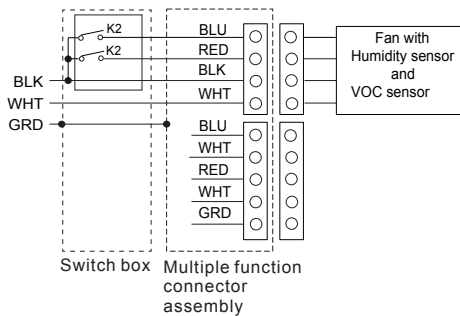 K2
K2
BLK
WHT
GRD
BLU
RED
BLK
WHT
BLU
WHT
RED
WHT
GRD
Fan with
Humidity sensor
and
VOC sensor
Switch box
Multiple function
connector
assembly